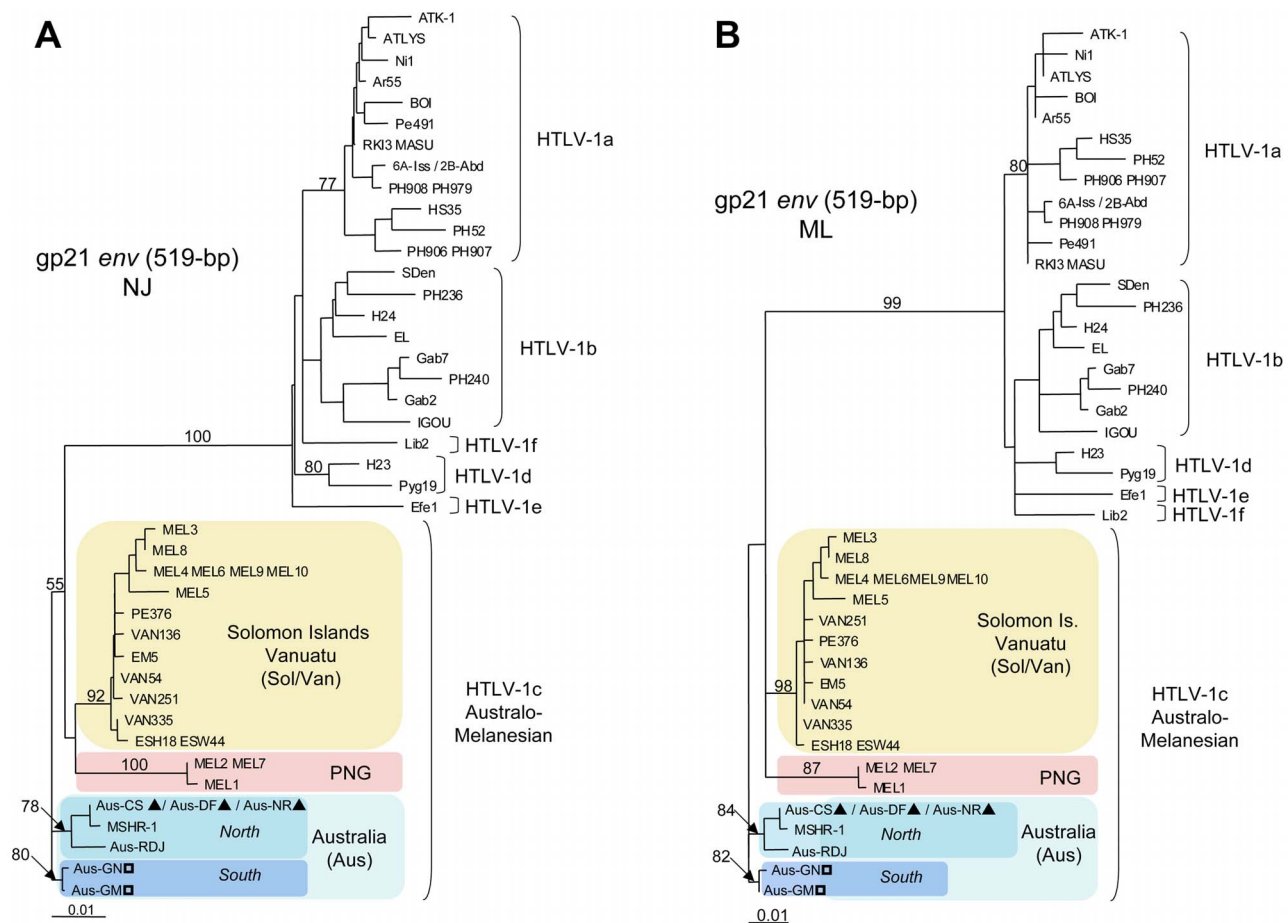 A
ATK-1
ATLYS
Ni1
Ar55
BOI
Pe491
RKI3 MASU
6A-Iss / 2B-Abd
PH908 PH979
HS35
PH52
PH906 PH907
HTLV-1a
77
gp21 env (519-bp)
NJ
SDen
PH236
H24
EL
Gab7
PH240
Gab2
IGOU
HTLV-1b
Lib2
HTLV-1f
100
80
H23
Pyg19
HTLV-1d
Efe1
HTLV-1e
55
MEL3
MEL8
MEL4 MEL6 MEL9 MEL10
MEL5
PE376
VAN136
EM5
VAN54
VAN251
VAN335
ESH18 ESW44
92
Solomon Islands
Vanuatu
(Sol/Van)
HTLV-1c
Australo-
Melanesian
100
MEL2 MEL7
MEL1
PNG
78
Aus-CS▲/ Aus-DF▲ / Aus-NR▲
MSHR-1
North
Aus-RDJ
Australia
(Aus)
80
Aus-GN
Aus-GM
South
0.01
B
ATK-1
Ni1
ATLYS
BOI
Ar55
HS35
PH52
PH906 PH907
6A-Iss / 2B-Abd
PH908 PH979
Pe491
RKI3 MASU
HTLV-1a
80
gp21 env (519-bp)
ML
99
SDen
PH236
H24
EL
Gab7
PH240
Gab2
IGOU
HTLV-1b
H23
Pyg19
HTLV-1d
Efe1
HTLV-1e
Lib2
HTLV-1f
MEL3
MEL8
MEL4 MEL6MEL9MEL10
MEL5
VAN251
PE376
VAN136
EM5
VAN54
VAN335
ESH18 ESW44
98
Solomon Is.
Vanuatu
(Sol/Van)
HTLV-1c
Australo-
Melanesian
87
MEL2 MEL7
MEL1
PNG
84
Aus-CS▲ / Aus-DF▲ / Aus-NR▲
MSHR-1
North
Aus-RDJ
Australia
(Aus)
82
Aus-GN
Aus-GM
South
0.01